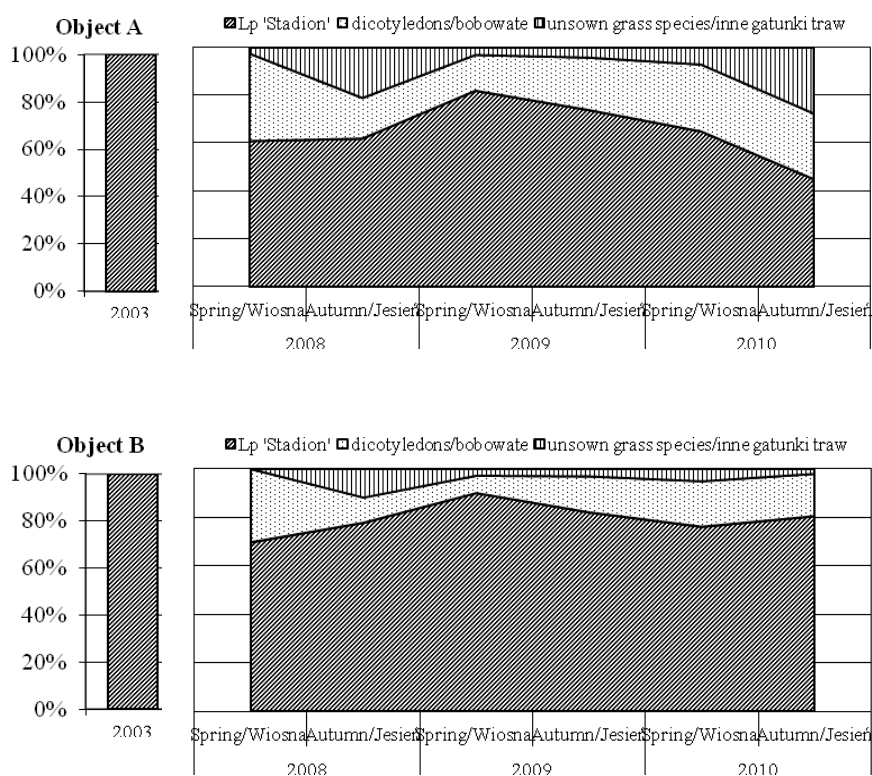 Object A
Lp 'Stadion' dicotyledons/bobowate unsown grass species/inne gatunki traw
100%
80%
60%
40%
20%
0%
2003
Spring/Wiosna Autumn/Jesień Spring/Wiosna Autumn/Jesień Spring/Wiosna Autumn/Jesień
2008 2009 2010
Object B
Lp 'Stadion' dicotyledons/bobowate unsown grass species/inne gatunki traw
100%
80%
60%
40%
20%
0%
2003
Spring/Wiosna Autumn/Jesień Spring/Wiosna Autumn/Jesień Spring/Wiosna Autumn/Jesień
2008 2009 2010